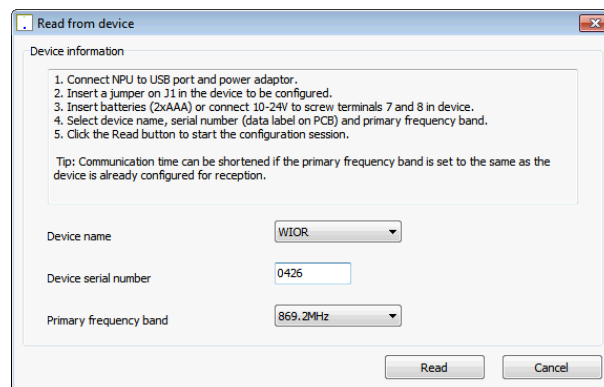 Read from device
Device information
1. Connect NPU to USB port and power adaptor.
2. Insert a jumper on J1 in the device to be configured.
3. Insert batteries (2xAAA) or connect 10-24V to screw terminals 7 and 8 in device.
4. Select device name, serial number (data label on PCB) and primary frequency band.
5. Click the Read button to start the configuration session.
Tip: Communication time can be shortened if the primary frequency band is set to the same as the
device is already configured for reception.
Device name WIOR
Device serial number 0426
Primary frequency band 869.2MHz
Read Cancel